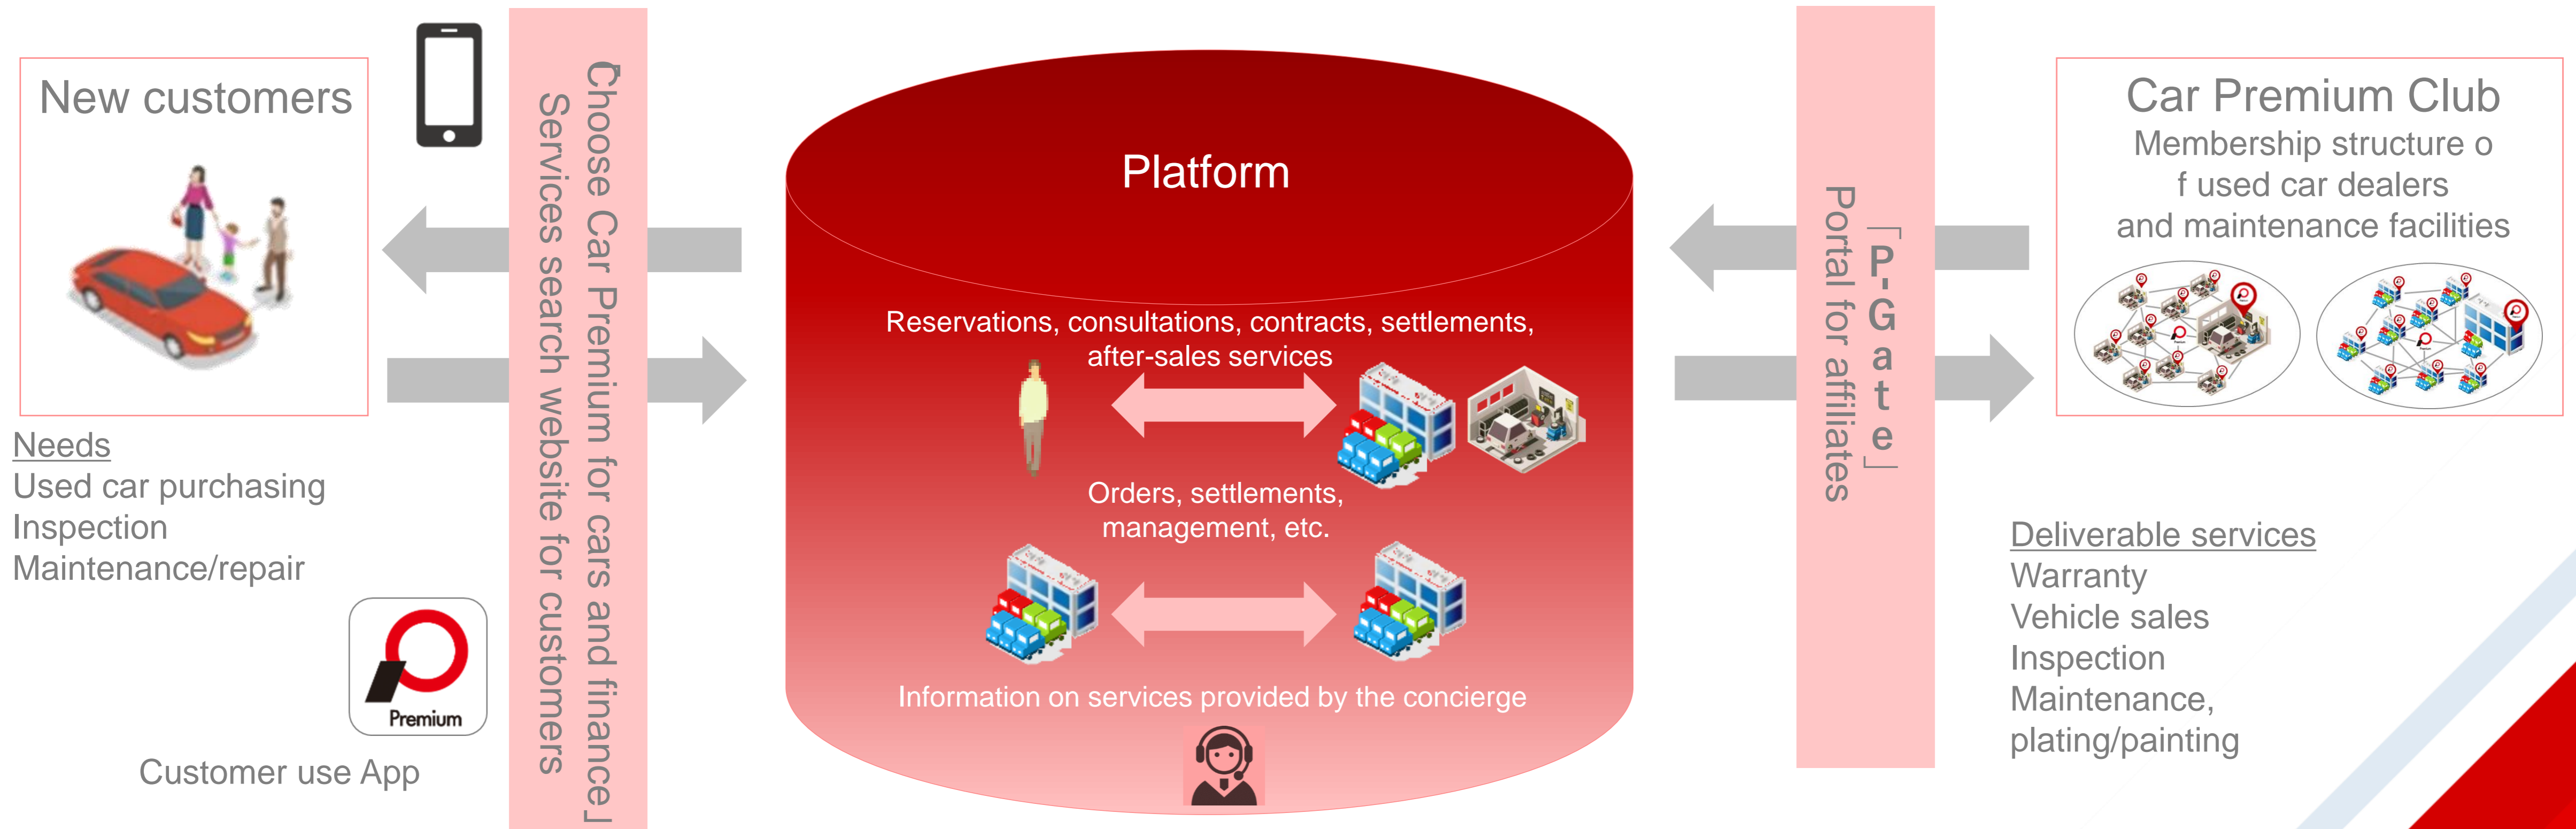 New customers
Needs
Used car purchasing
Inspection
Maintenance/repair
Premium
Customer use App
「Choose Car Premium for cars and finance」
Services search website for customers
Platform
Reservations, consultations, contracts, settlements,
after-sales services
Orders, settlements,
management, etc.
Information on services provided by the concierge
「P-Gate」
Portal for affiliates
Car Premium Club
Membership structure o
f used car dealers
and maintenance facilities
Deliverable services
Warranty
Vehicle sales
Inspection
Maintenance,
plating/painting